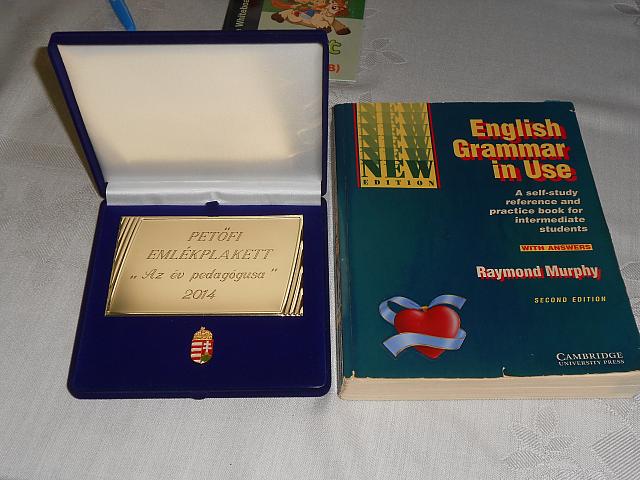 Whiteboard
B)
PETŐFI
EMLÉKPLAKETT
„Az év pedagógusa"
2014
NEW
EDITION
English
Grammar
in Use
A self-study
reference and
practice book for
intermediate
students
WITH ANSWERS
Raymond Murphy
SECOND EDITION
CAMBRIDGE
UNIVERSITY PRESS